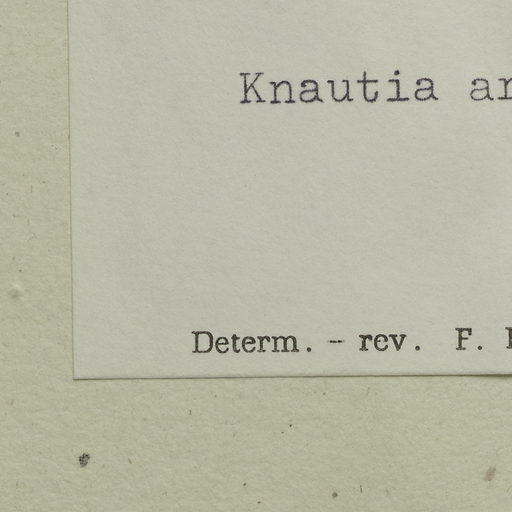 Knautia ar
Determ. - rev. F.